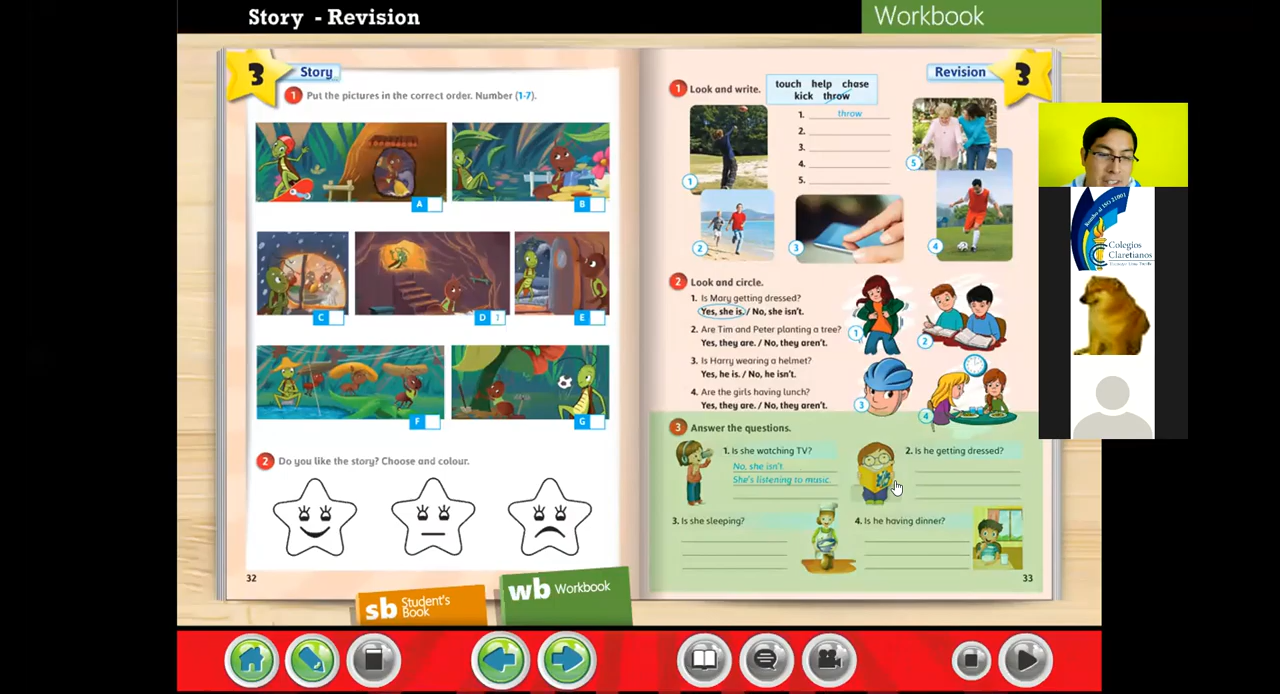 Story - Revision
Workbook
3
Story
1 Put the pictures in the correct order. Number (1-7).
A
B
C
D 1
E
F
G
2 Do you like the story? Choose and colour.
32
Revision
3
1 Look and write.
touch help chase
kick throw
1. throw
2.
3.
4.
5.
1
2
3
4
5
2 Look and circle.
1. Is Mary getting dressed?
Yes, she is. / No, she isn't.
2. Are Tim and Peter planting a tree?
Yes, they are. / No, they aren't.
3. Is Harry wearing a helmet?
Yes, he is. / No, he isn't.
4. Are the girls having lunch?
Yes, they are. / No, they aren't.
1
2
3
4
3 Answer the questions.
1. Is she watching TV?
No, she isn't.
She's listening to music.
2. Is he getting dressed?
3. Is she sleeping?
4. Is he having dinner?
33
sb Student's
Book
wb Workbook
Colegios
Claretianos